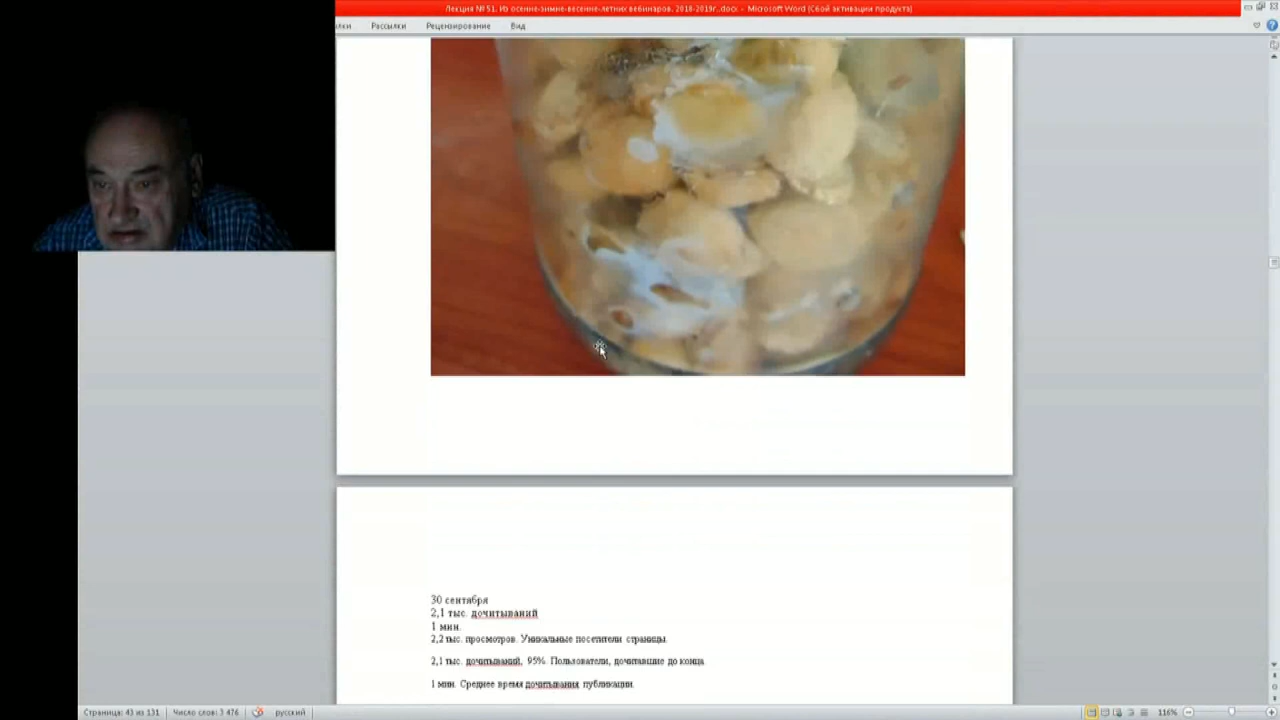 Лекция № 51. Из осенне-зимне-весенне-летних вебинаров. 2018-2019г..docx - Microsoft Word (Сбой активации продукта)
лки Рассылки Рецензирование Вид
30 сентября
2,1 тыс. дочитываний
1 мин.
2,2 тыс. просмотров. Уникальные посетители страницы.
2,1 тыс. дочитываний, 95%. Пользователи, дочитавшие до конца.
1 мин. Среднее время дочитывания публикации.
Страница: 43 из 131 Число слов: 3 476 русский 116%